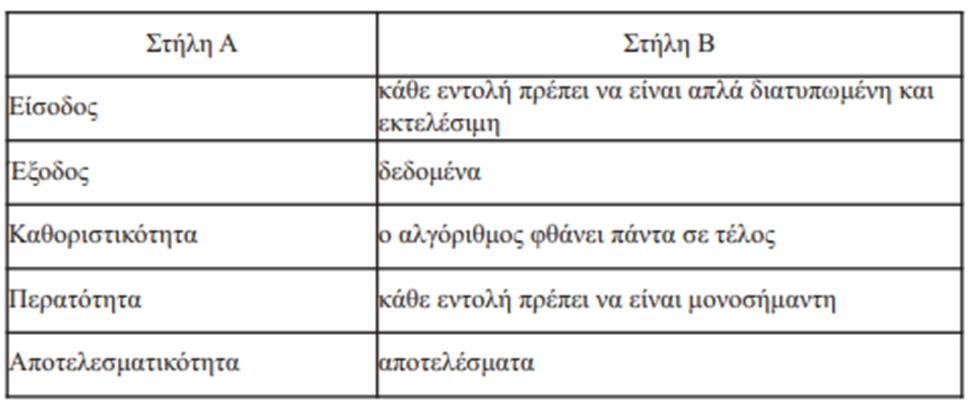 Στήλη Α Στήλη Β
Είσοδος κάθε εντολή πρέπει να είναι απλά διατυπωμένη και
εκτελέσιμη
Έξοδος δεδομένα
Καθοριστικότητα ο αλγόριθμος φθάνει πάντα σε τέλος
Περατότητα κάθε εντολή πρέπει να είναι μονοσήμαντη
Αποτελεσματικότητα αποτελέσματα